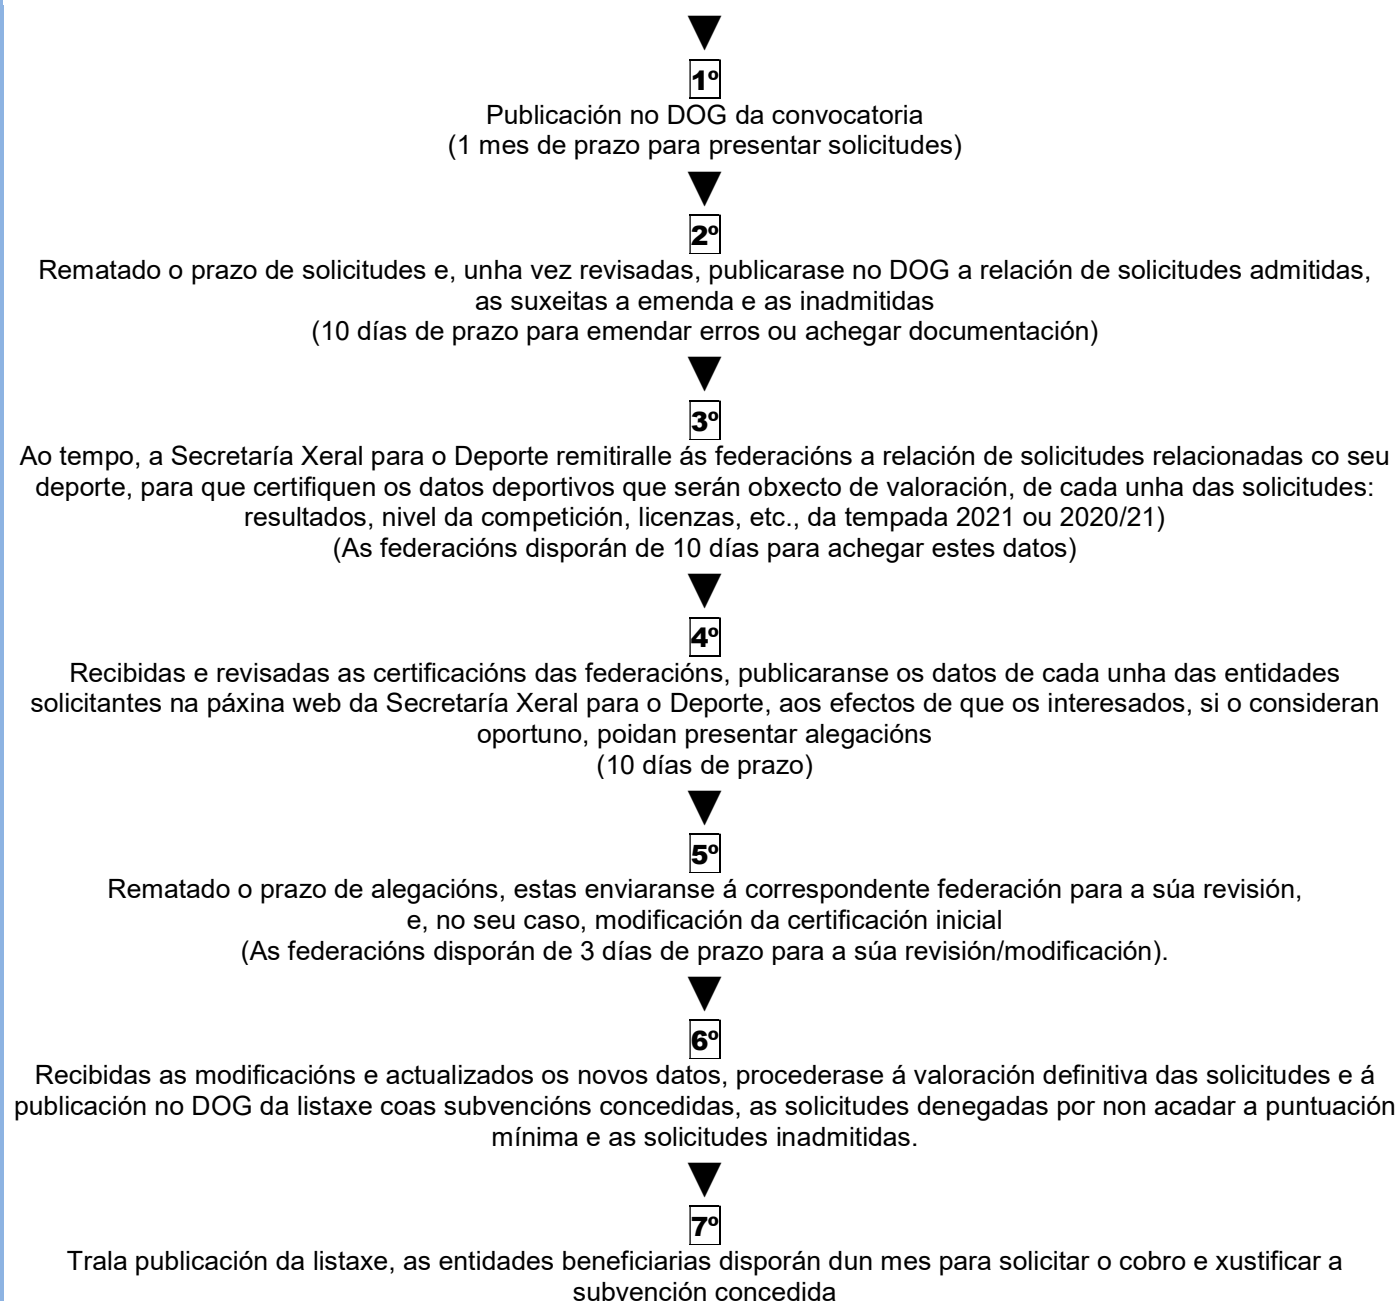 1º
Publicación no DOG da convocatoria
(1 mes de prazo para presentar solicitudes)
2º
Rematado o prazo de solicitudes e, unha vez revisadas, publicarase no DOG a relación de solicitudes admitidas,
as suxeitas a emenda e as inadmitidas
(10 días de prazo para emendar erros ou achegar documentación)
3º
Ao tempo, a Secretaría Xeral para o Deporte remitiralle ás federacións a relación de solicitudes relacionadas co seu
deporte, para que certifiquen os datos deportivos que serán obxecto de valoración, de cada unha das solicitudes:
resultados, nivel da competición, licenzas, etc., da tempada 2021 ou 2020/21)
(As federacións disporán de 10 días para achegar estes datos)
4º
Recibidas e revisadas as certificacións das federacións, publicaranse os datos de cada unha das entidades
solicitantes na páxina web da Secretaría Xeral para o Deporte, aos efectos de que os interesados, si o consideran
oportuno, poidan presentar alegacións
(10 días de prazo)
5º
Rematado o prazo de alegacións, estas enviaranse á correspondente federación para a súa revisión,
e, no seu caso, modificación da certificación inicial
(As federacións disporán de 3 días de prazo para a súa revisión/modificación).
6º
Recibidas as modificacións e actualizados os novos datos, procederase á valoración definitiva das solicitudes e á
publicación no DOG da listaxe coas subvencións concedidas, as solicitudes denegadas por non acadar a puntuación
mínima e as solicitudes inadmitidas.
7º
Trala publicación da listaxe, as entidades beneficiarias disporán dun mes para solicitar o cobro e xustificar a
subvención concedida